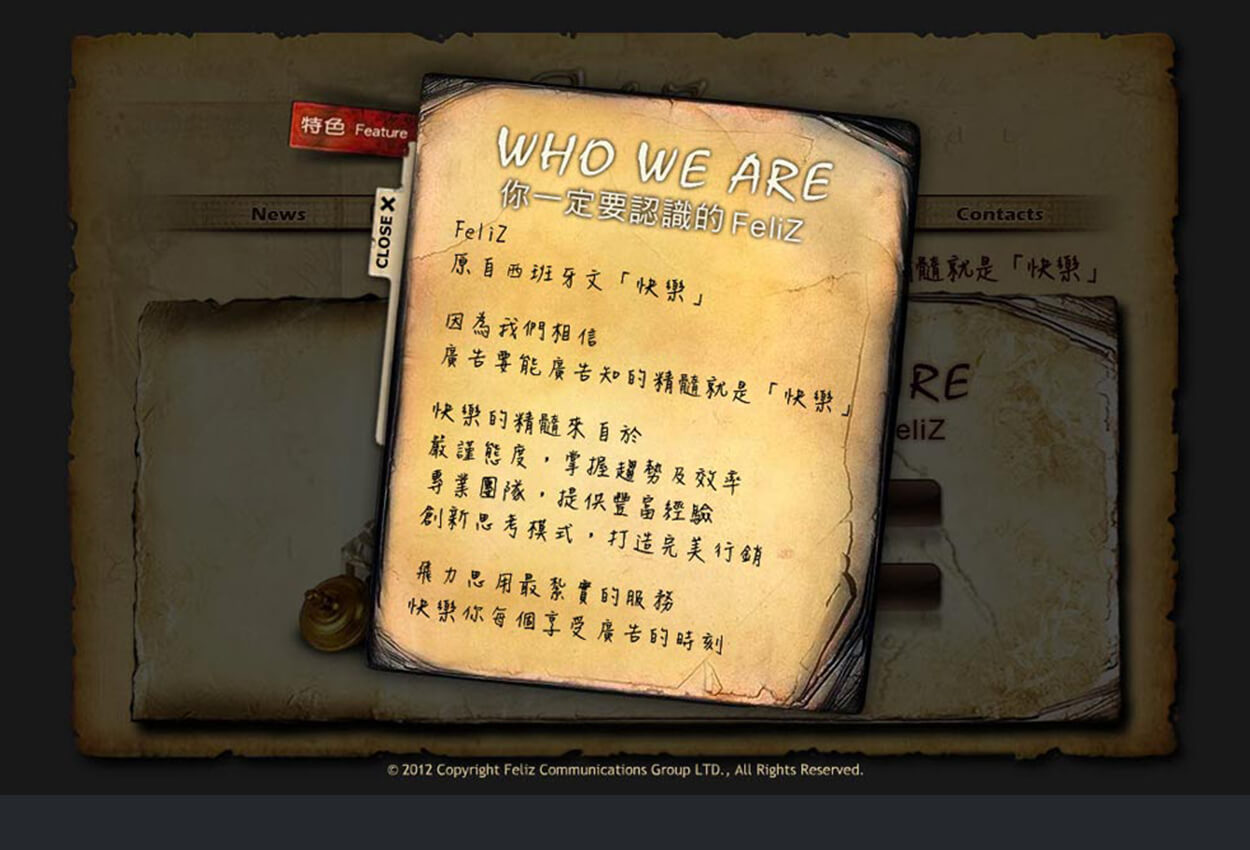 特色 Feature
WHO WE ARE
你一定要認識的 FeliZ
News
CLOSE X
Contacts
FeliZ
原自西班牙文「快樂」
髓就是「快樂」
因為我們相信
廣告要能廣告知的精髓就是「快樂」
RE
eliZ
快樂的精髓來自於
嚴謹態度，掌握趨勢及效率
專業團隊，提供豐富經驗
創新思考模式，打造完美行銷
飛力思用最紮實的服務
快樂你每個享受廣告的時刻
© 2012 Copyright Feliz Communications Group LTD., All Rights Reserved.